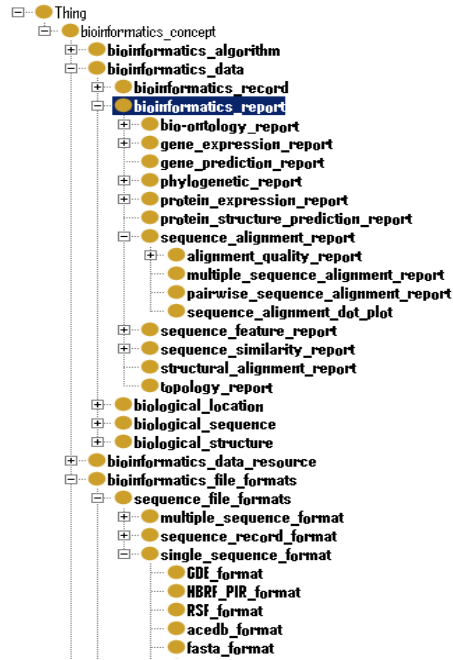 Thing
bioinformatics_concept
bioinformatics_algorithm
bioinformatics_data
bioinformatics_record
bioinformatics_report
bio-ontology_report
gene_expression_report
gene_prediction_report
phylogenetic_report
protein_expression_report
protein_structure_prediction_report
sequence_alignment_report
alignment_quality_report
multiple_sequence_alignment_report
pairwise_sequence_alignment_report
sequence_alignment_dot_plot
sequence_feature_report
sequence_similarity_report
structural_alignment_report
topology_report
biological_location
biological_sequence
biological_structure
bioinformatics_data_resource
bioinformatics_file_formats
sequence_file_formats
multiple_sequence_format
sequence_record_format
single_sequence_format
GDE_format
NBRF_PIR_format
RSF_format
acedb_format
fasta_format